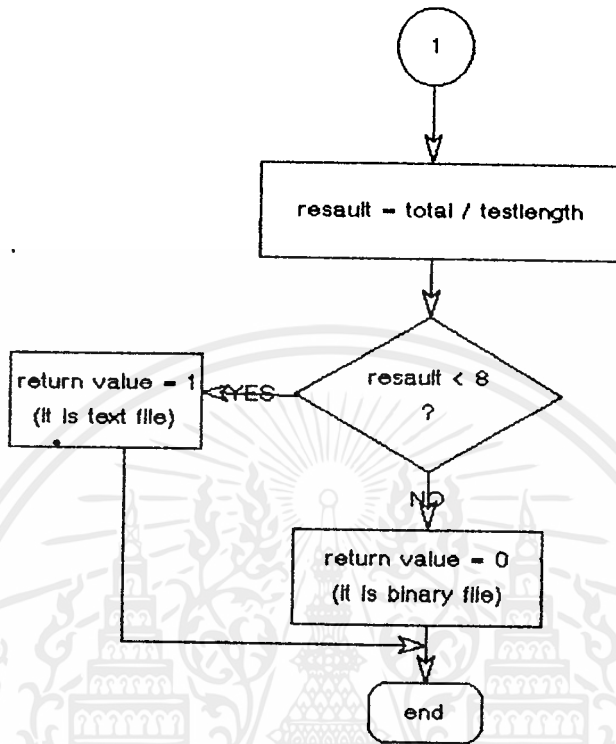 1
resault = total / testlength
resault < 8
?
YES
return value = 1
(it is text file)
NO
return value = 0
(it is binary file)
end